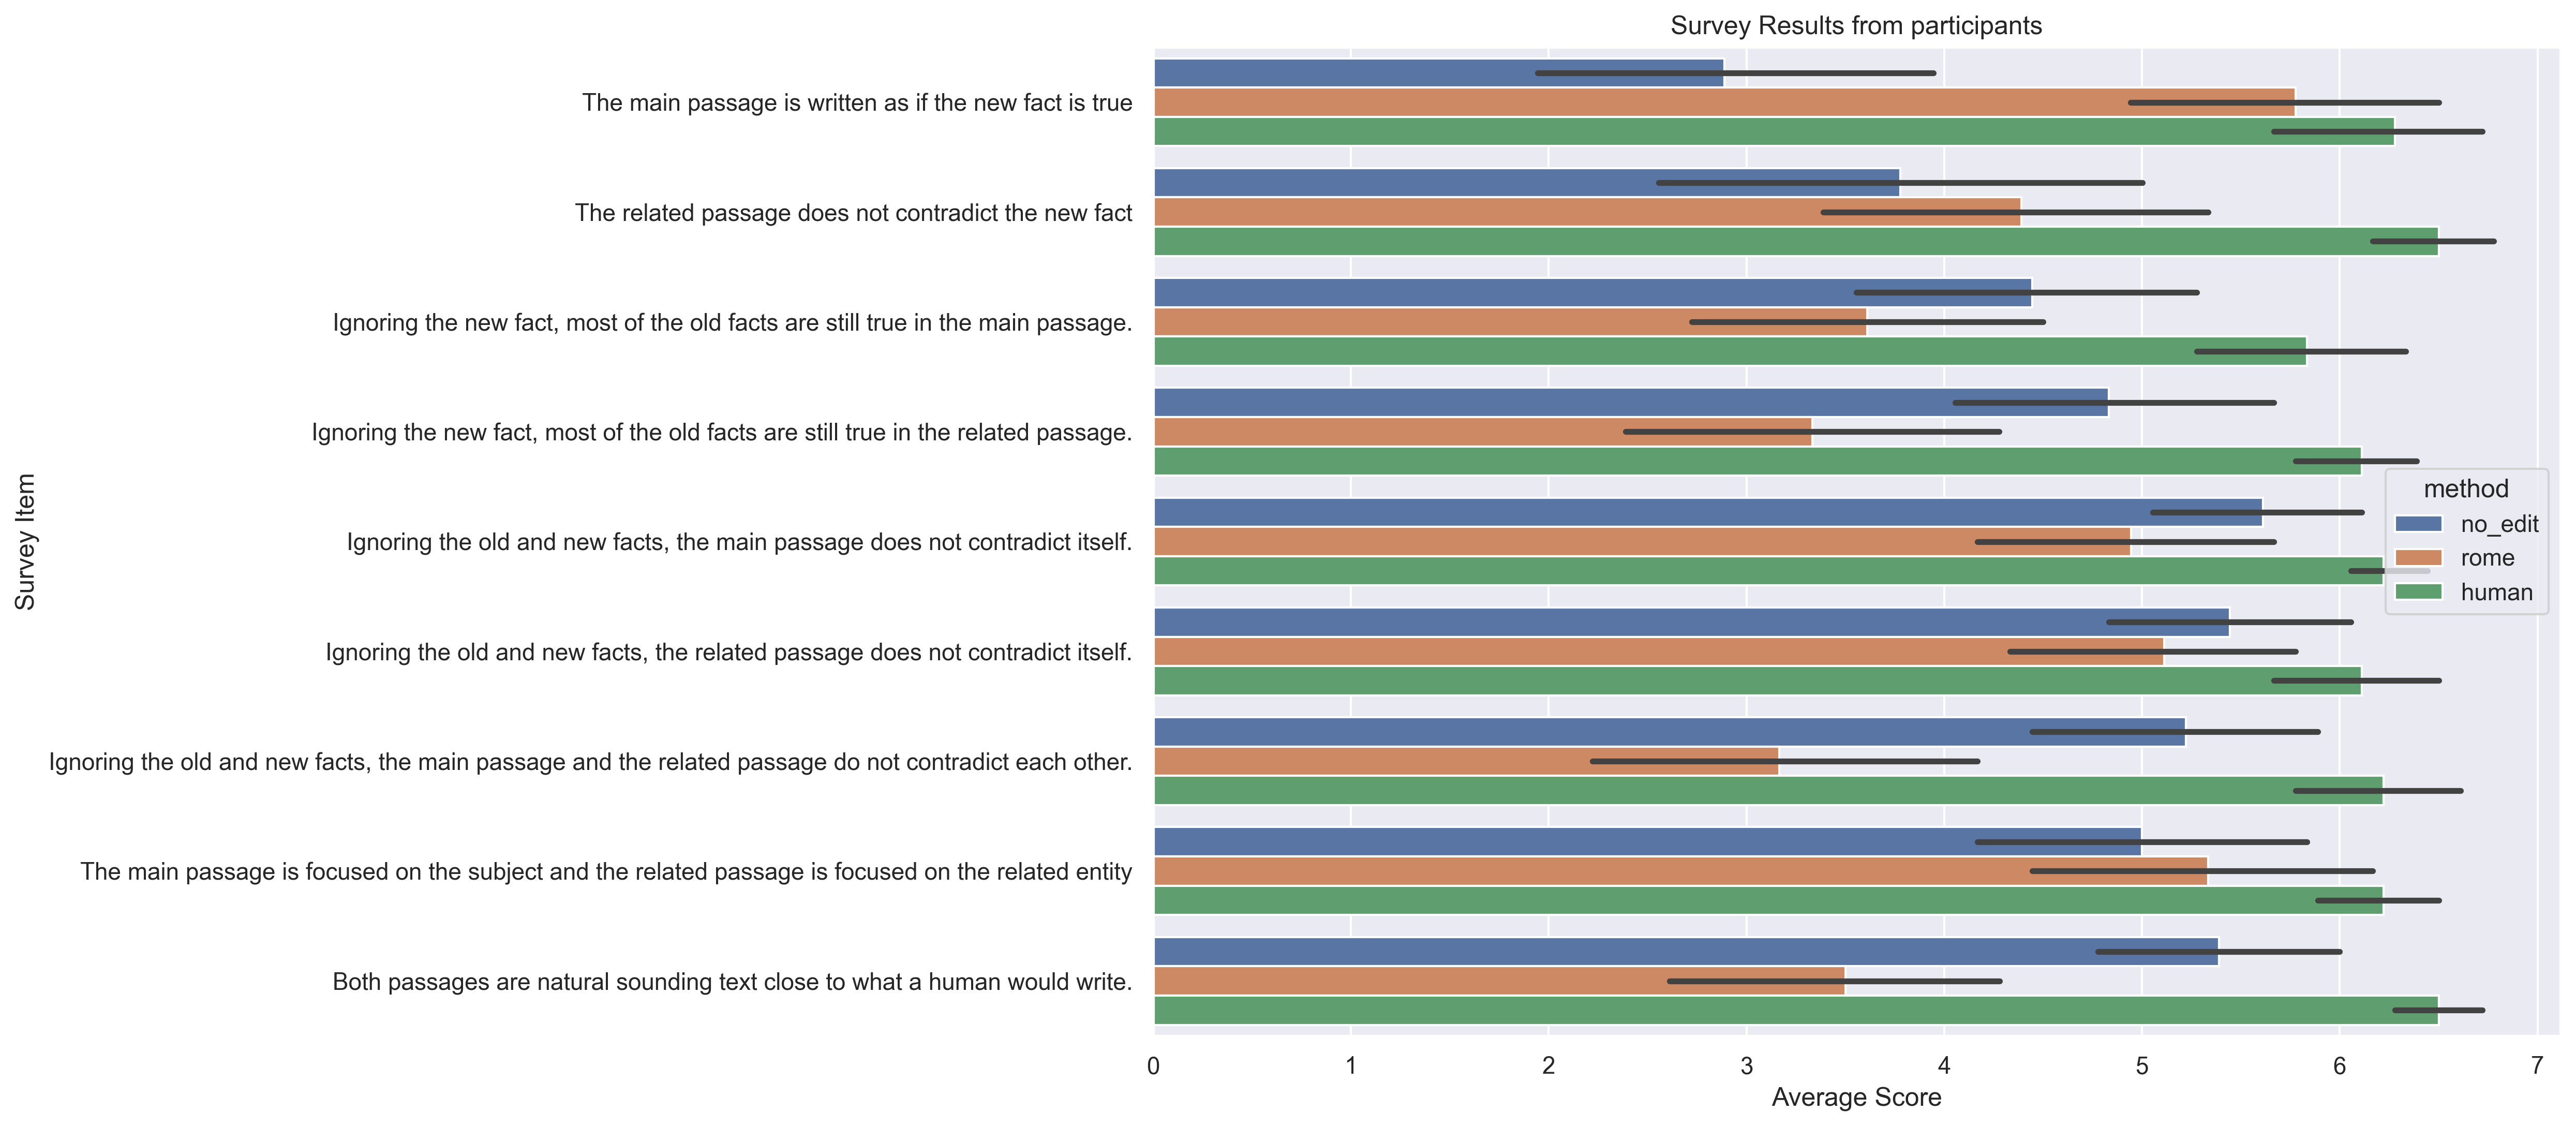 Survey Results from participants
Survey Item
The main passage is written as if the new fact is true
The related passage does not contradict the new fact
Ignoring the new fact, most of the old facts are still true in the main passage.
Ignoring the new fact, most of the old facts are still true in the related passage.
Ignoring the old and new facts, the main passage does not contradict itself.
Ignoring the old and new facts, the related passage does not contradict itself.
Ignoring the old and new facts, the main passage and the related passage do not contradict each other.
The main passage is focused on the subject and the related passage is focused on the related entity
Both passages are natural sounding text close to what a human would write.
method
no_edit
rome
human
0 1 2 3 4 5 6 7
Average Score